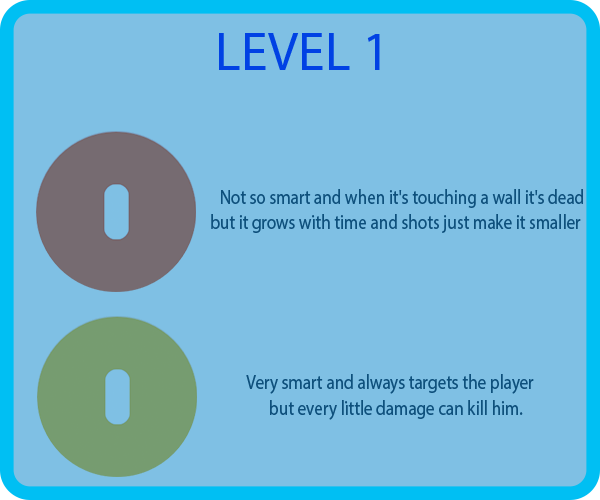 LEVEL 1
Not so smart and when it's touching a wall it's dead
but it grows with time and shots just make it smaller
Very smart and always targets the player
but every little damage can kill him.